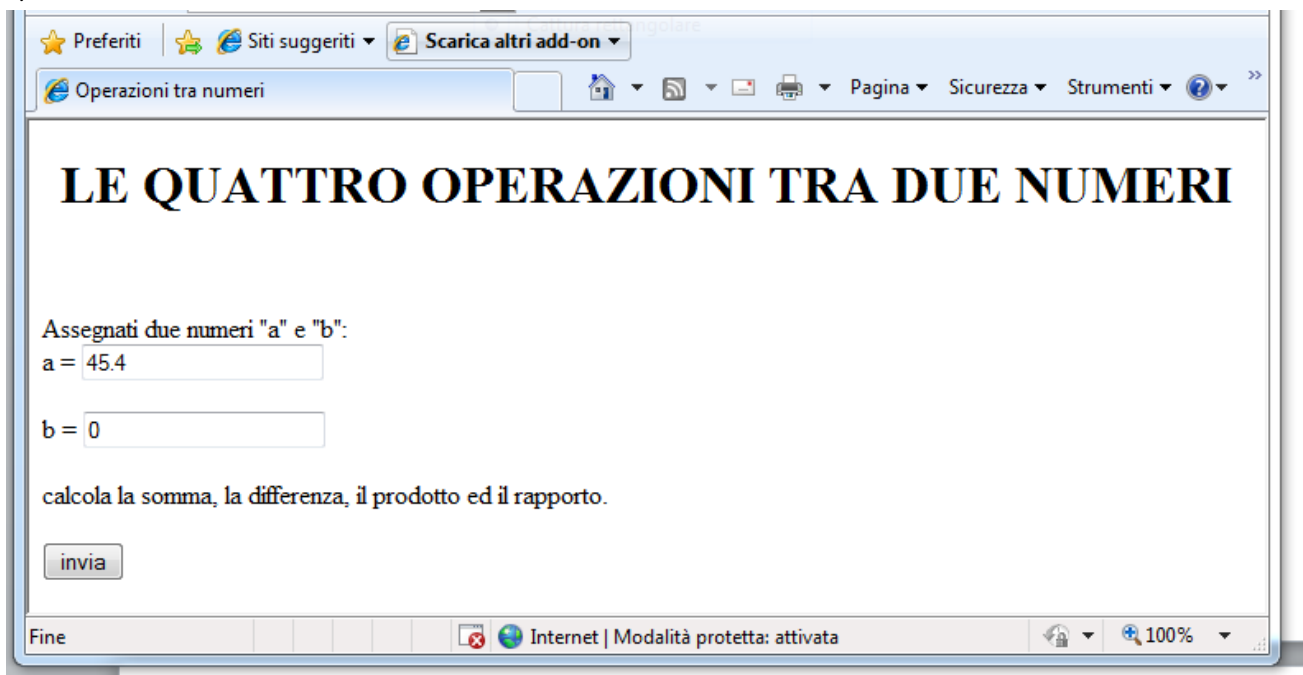 Cattura rettangolare
Preferiti Siti suggeriti Scarica altri add-on
Operazioni tra numeri Pagina Sicurezza Strumenti »
LE QUATTRO OPERAZIONI TRA DUE NUMERI
Assegnati due numeri "a" e "b":
a = 45.4
b = 0
calcola la somma, la differenza, il prodotto ed il rapporto.
invia
Fine Internet | Modalità protetta: attivata 100%